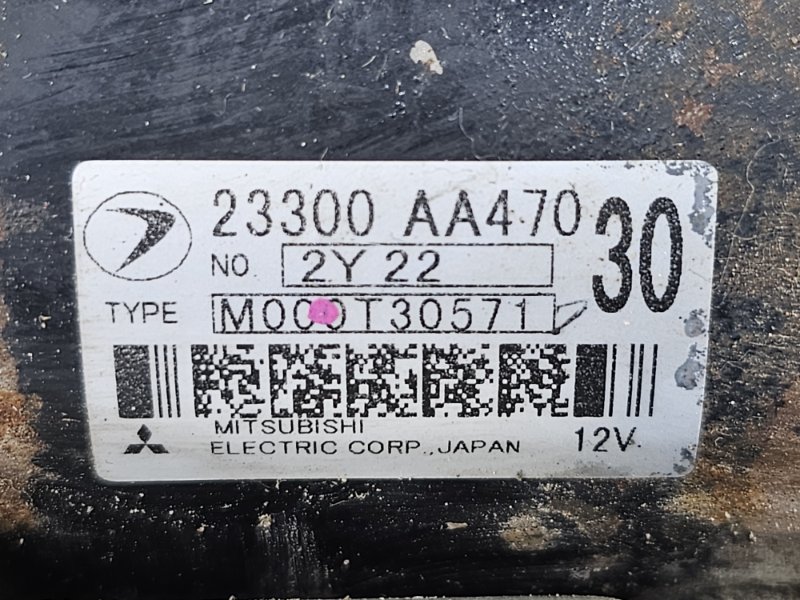 23300 AA470
30
NO. 2Y 22
TYPE M000T30571
MITSUBISHI
ELECTRIC CORP., JAPAN
12V